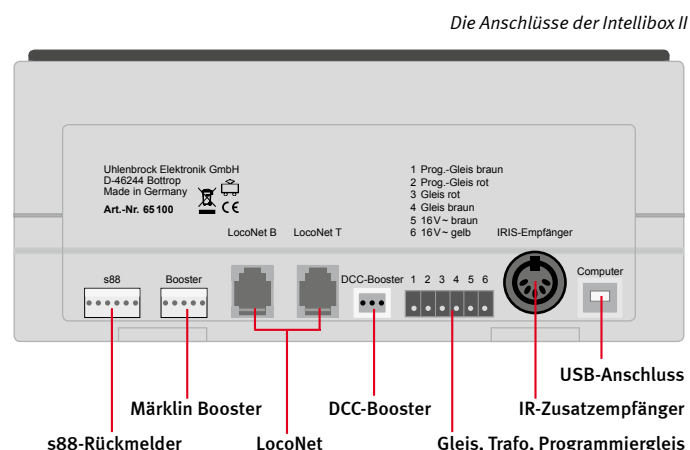 Die Anschlüsse der Intellibox II
Uhlenbrock Elektronik GmbH
D-46244 Bottrop
Made in Germany
Art.-Nr. 65100
CE
1 Prog.-Gleis braun
2 Prog.-Gleis rot
3 Gleis rot
4 Gleis braun
5 16V~ braun
6 16V~ gelb
LocoNet B
LocoNet T
IRIS-Empfänger
s88
Booster
DCC-Booster
1 2 3 4 5 6
Computer
USB-Anschluss
Märklin Booster
DCC-Booster
IR-Zusatzempfänger
s88-Rückmelder
LocoNet
Gleis, Trafo, Programmiergleis